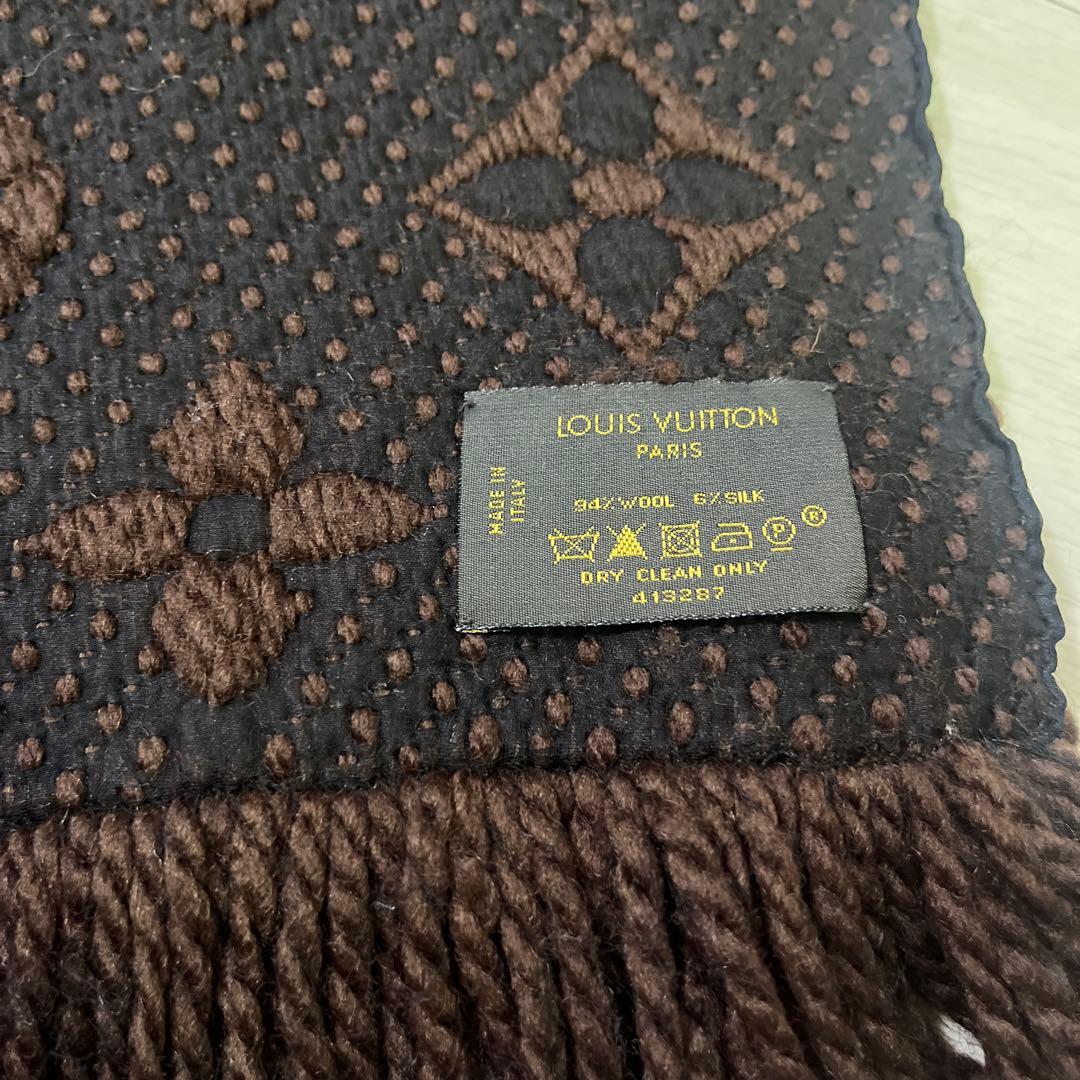 LOUIS VUITTON
PARIS
MADE IN
ITALY
94% WOOL 6% SILK
P ®
DRY CLEAN ONLY
413287